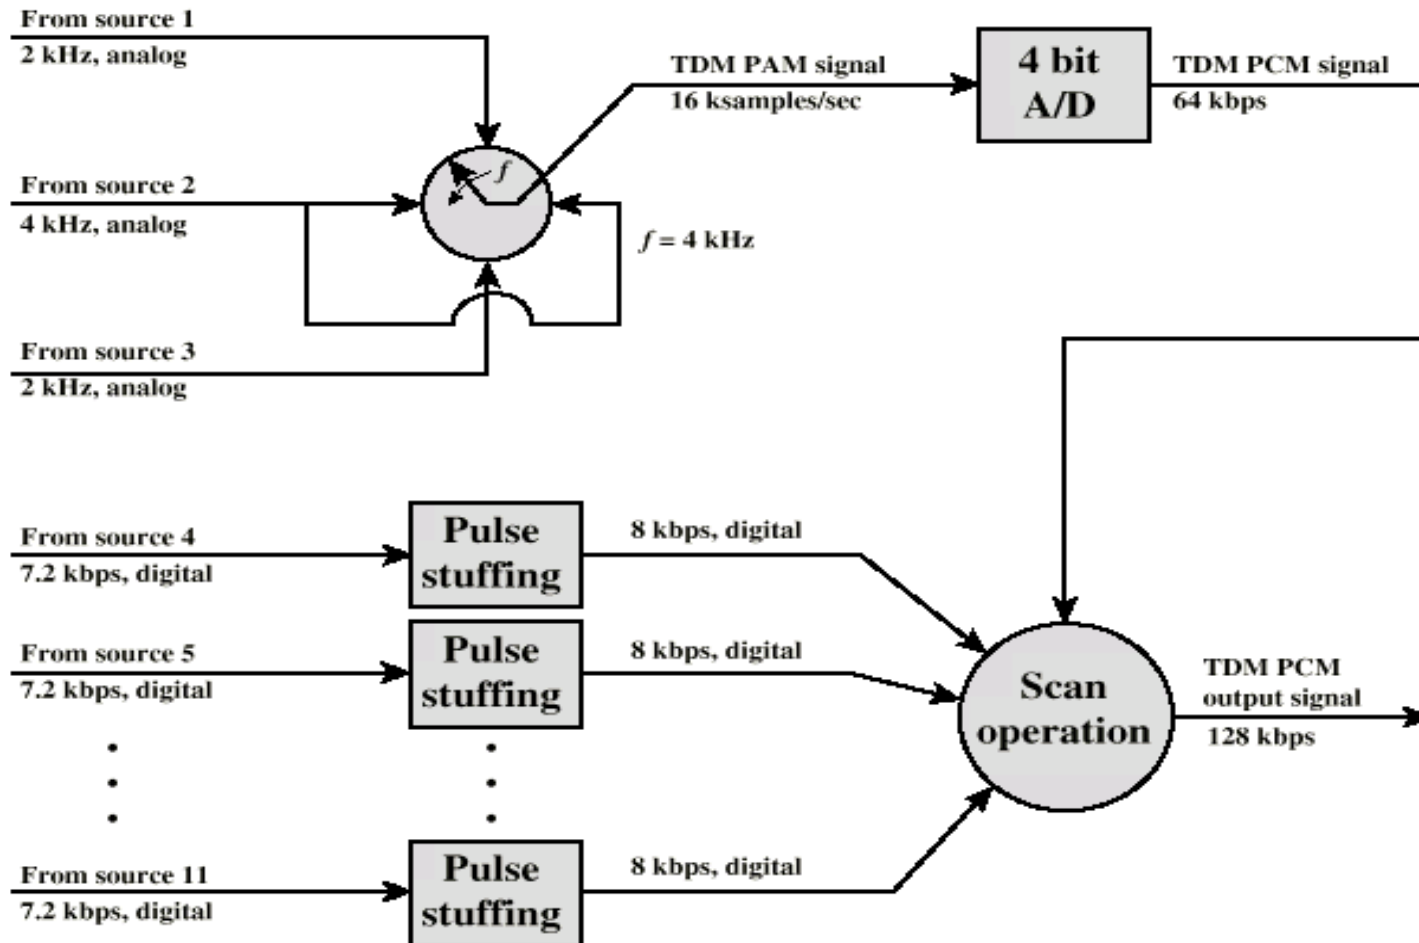 From source 1
2 kHz, analog
TDM PAM signal
16 ksamples/sec
4 bit
A/D
TDM PCM signal
64 kbps
From source 2
4 kHz, analog
f
f = 4 kHz
From source 3
2 kHz, analog
From source 4
7.2 kbps, digital
Pulse
stuffing
8 kbps, digital
From source 5
7.2 kbps, digital
Pulse
stuffing
8 kbps, digital
Scan
operation
TDM PCM
output signal
128 kbps
From source 11
7.2 kbps, digital
Pulse
stuffing
8 kbps, digital